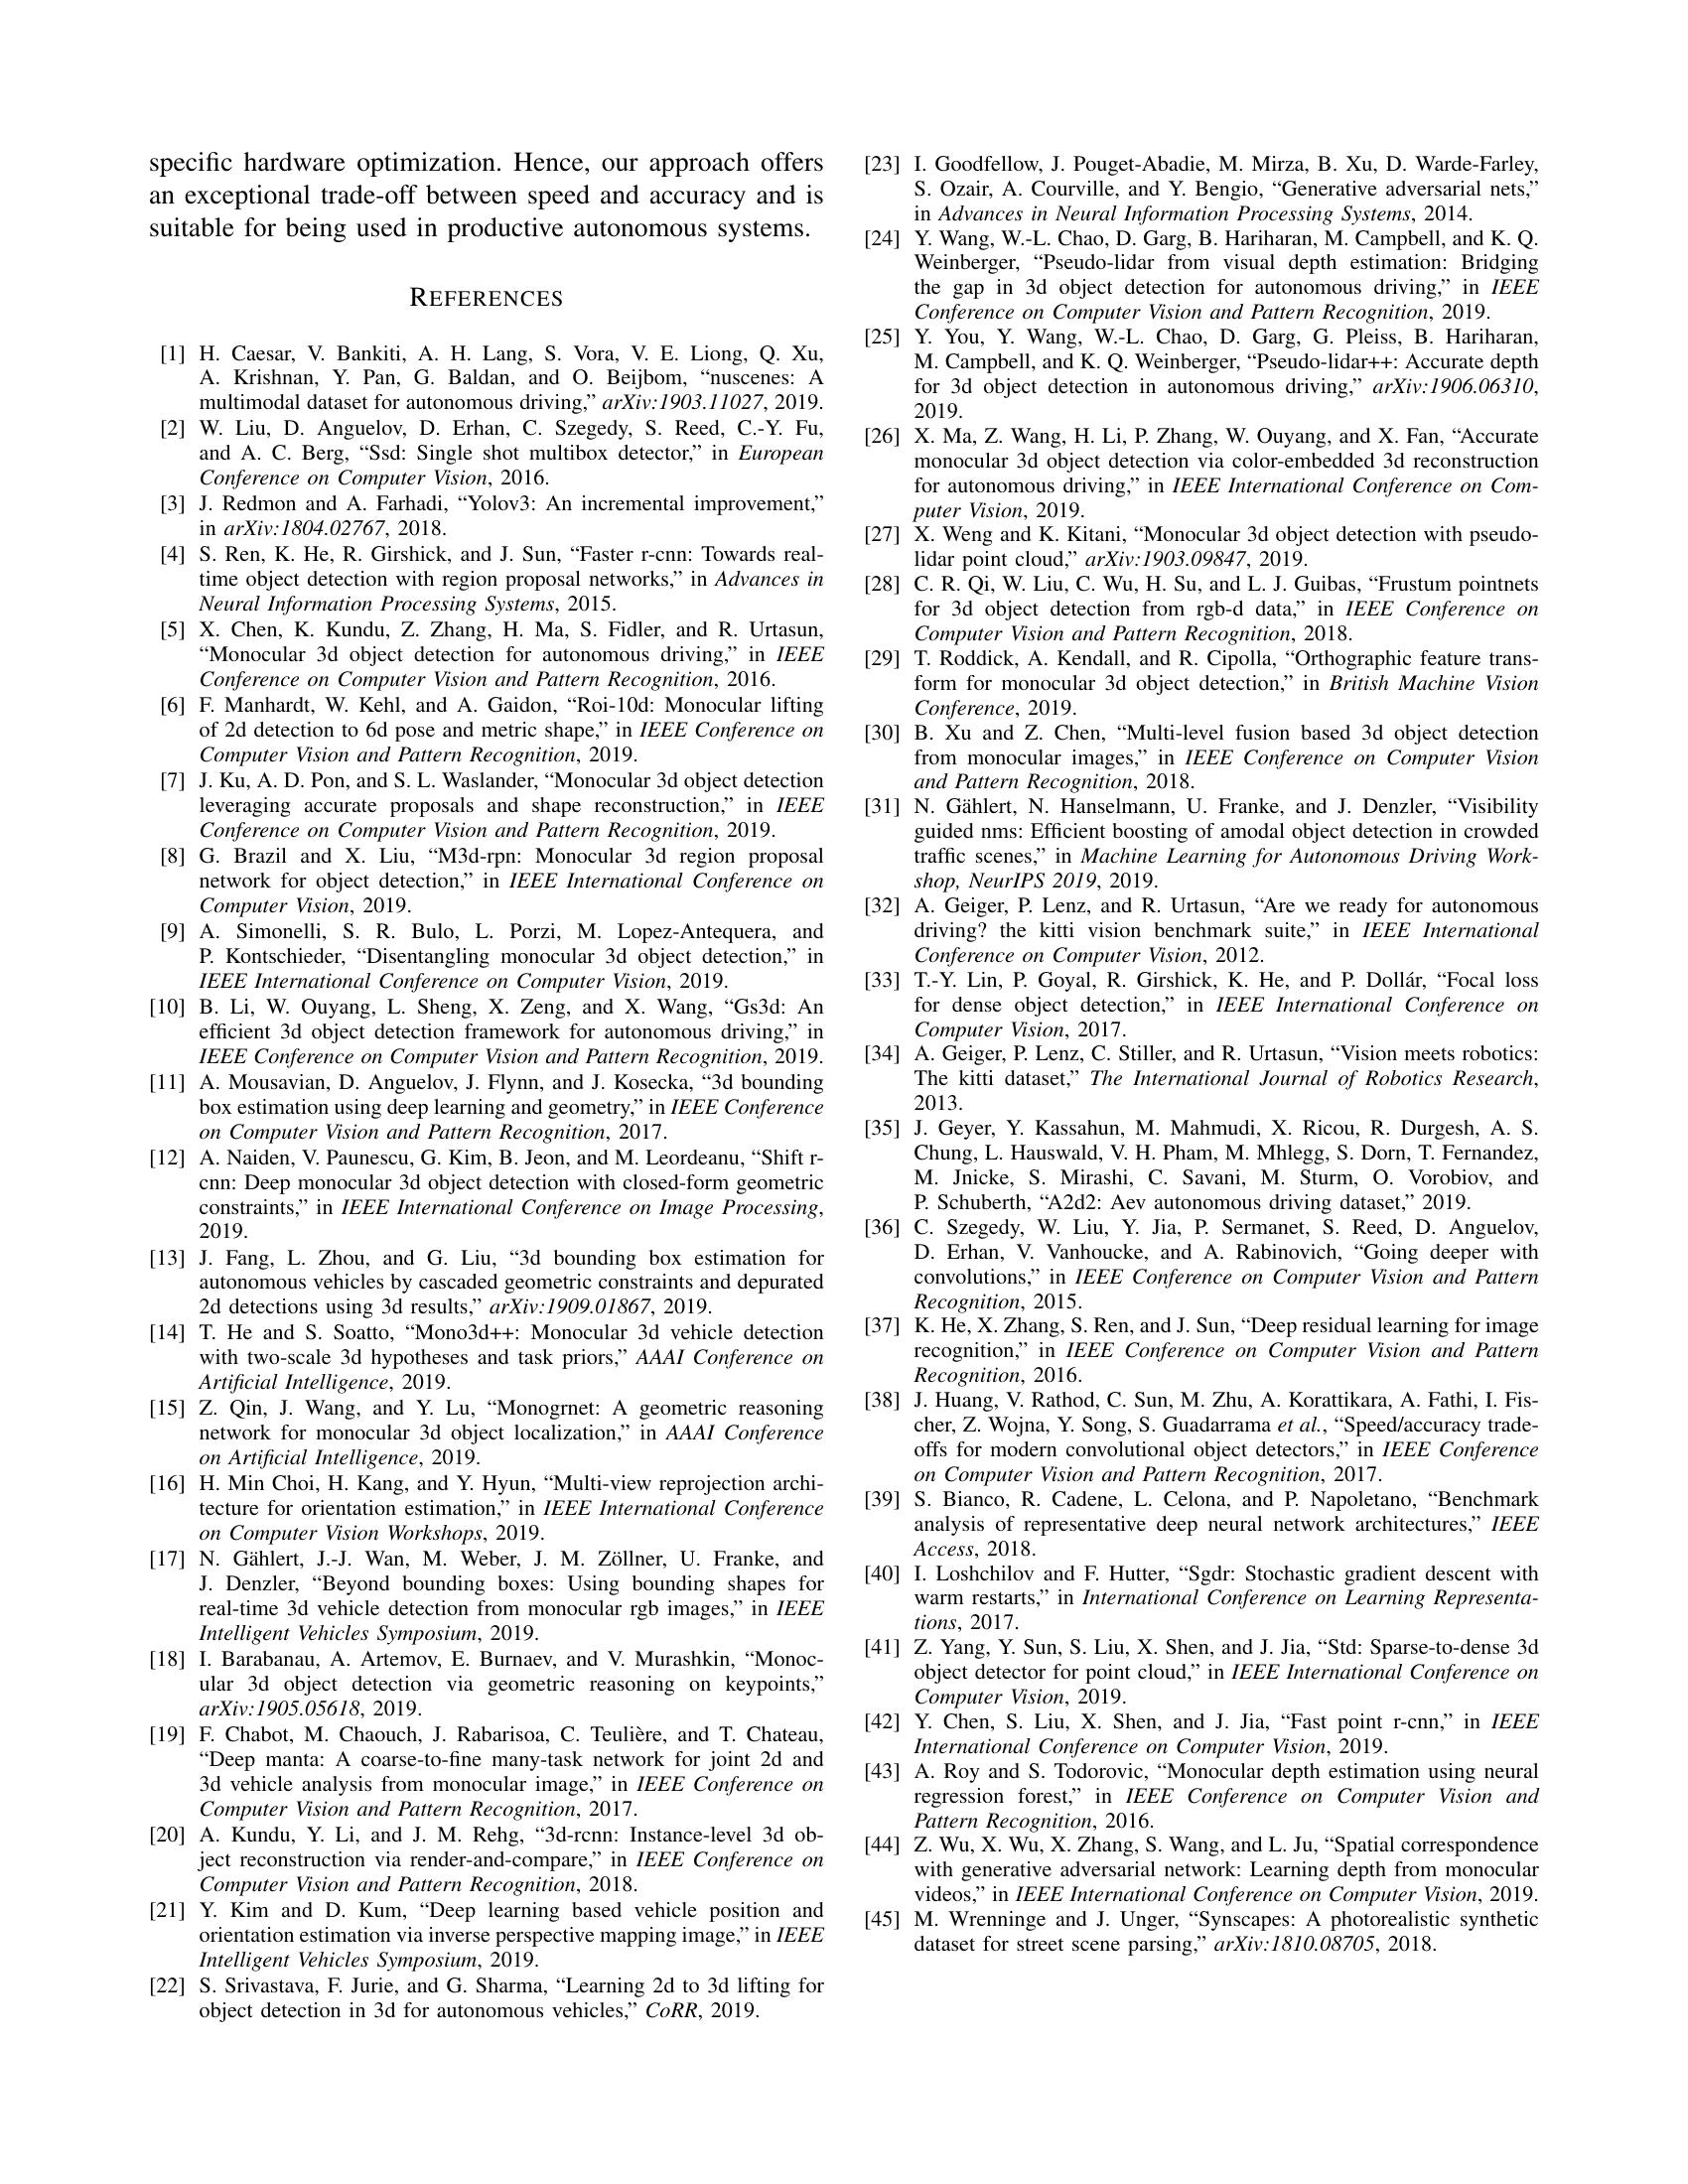 specific hardware optimization. Hence, our approach offers
an exceptional trade-off between speed and accuracy and is
suitable for being used in productive autonomous systems.
REFERENCES
[1] H. Caesar, V. Bankiti, A. H. Lang, S. Vora, V. E. Liong, Q. Xu,
A. Krishnan, Y. Pan, G. Baldan, and O. Beijbom, “nuscenes: A
multimodal dataset for autonomous driving,” arXiv:1903.11027, 2019.
[2] W. Liu, D. Anguelov, D. Erhan, C. Szegedy, S. Reed, C.-Y. Fu,
and A. C. Berg, “Ssd: Single shot multibox detector,” in European
Conference on Computer Vision, 2016.
[3] J. Redmon and A. Farhadi, “Yolov3: An incremental improvement,”
in arXiv:1804.02767, 2018.
[4] S. Ren, K. He, R. Girshick, and J. Sun, “Faster r-cnn: Towards real-
time object detection with region proposal networks,” in Advances in
Neural Information Processing Systems, 2015.
[5] X. Chen, K. Kundu, Z. Zhang, H. Ma, S. Fidler, and R. Urtasun,
“Monocular 3d object detection for autonomous driving,” in IEEE
Conference on Computer Vision and Pattern Recognition, 2016.
[6] F. Manhardt, W. Kehl, and A. Gaidon, “Roi-10d: Monocular lifting
of 2d detection to 6d pose and metric shape,” in IEEE Conference on
Computer Vision and Pattern Recognition, 2019.
[7] J. Ku, A. D. Pon, and S. L. Waslander, “Monocular 3d object detection
leveraging accurate proposals and shape reconstruction,” in IEEE
Conference on Computer Vision and Pattern Recognition, 2019.
[8] G. Brazil and X. Liu, “M3d-rpn: Monocular 3d region proposal
network for object detection,” in IEEE International Conference on
Computer Vision, 2019.
[9] A. Simonelli, S. R. Bulo, L. Porzi, M. Lopez-Antequera, and
P. Kontschieder, “Disentangling monocular 3d object detection,” in
IEEE International Conference on Computer Vision, 2019.
[10] B. Li, W. Ouyang, L. Sheng, X. Zeng, and X. Wang, “Gs3d: An
efficient 3d object detection framework for autonomous driving,” in
IEEE Conference on Computer Vision and Pattern Recognition, 2019.
[11] A. Mousavian, D. Anguelov, J. Flynn, and J. Kosecka, “3d bounding
box estimation using deep learning and geometry,” in IEEE Conference
on Computer Vision and Pattern Recognition, 2017.
[12] A. Naiden, V. Paunescu, G. Kim, B. Jeon, and M. Leordeanu, “Shift r-
cnn: Deep monocular 3d object detection with closed-form geometric
constraints,” in IEEE International Conference on Image Processing,
2019.
[13] J. Fang, L. Zhou, and G. Liu, “3d bounding box estimation for
autonomous vehicles by cascaded geometric constraints and depurated
2d detections using 3d results,” arXiv:1909.01867, 2019.
[14] T. He and S. Soatto, “Mono3d++: Monocular 3d vehicle detection
with two-scale 3d hypotheses and task priors,” AAAI Conference on
Artificial Intelligence, 2019.
[15] Z. Qin, J. Wang, and Y. Lu, “Monogrnet: A geometric reasoning
network for monocular 3d object localization,” in AAAI Conference
on Artificial Intelligence, 2019.
[16] H. Min Choi, H. Kang, and Y. Hyun, “Multi-view reprojection archi-
tecture for orientation estimation,” in IEEE International Conference
on Computer Vision Workshops, 2019.
[17] N. Gählert, J.-J. Wan, M. Weber, J. M. Zöllner, U. Franke, and
J. Denzler, “Beyond bounding boxes: Using bounding shapes for
real-time 3d vehicle detection from monocular rgb images,” in IEEE
Intelligent Vehicles Symposium, 2019.
[18] I. Barabanau, A. Artemov, E. Burnaev, and V. Murashkin, “Monoc-
ular 3d object detection via geometric reasoning on keypoints,”
arXiv:1905.05618, 2019.
[19] F. Chabot, M. Chaouch, J. Rabarisoa, C. Teulière, and T. Chateau,
“Deep manta: A coarse-to-fine many-task network for joint 2d and
3d vehicle analysis from monocular image,” in IEEE Conference on
Computer Vision and Pattern Recognition, 2017.
[20] A. Kundu, Y. Li, and J. M. Rehg, “3d-rcnn: Instance-level 3d ob-
ject reconstruction via render-and-compare,” in IEEE Conference on
Computer Vision and Pattern Recognition, 2018.
[21] Y. Kim and D. Kum, “Deep learning based vehicle position and
orientation estimation via inverse perspective mapping image,” in IEEE
Intelligent Vehicles Symposium, 2019.
[22] S. Srivastava, F. Jurie, and G. Sharma, “Learning 2d to 3d lifting for
object detection in 3d for autonomous vehicles,” CoRR, 2019.
[23] I. Goodfellow, J. Pouget-Abadie, M. Mirza, B. Xu, D. Warde-Farley,
S. Ozair, A. Courville, and Y. Bengio, “Generative adversarial nets,”
in Advances in Neural Information Processing Systems, 2014.
[24] Y. Wang, W.-L. Chao, D. Garg, B. Hariharan, M. Campbell, and K. Q.
Weinberger, “Pseudo-lidar from visual depth estimation: Bridging
the gap in 3d object detection for autonomous driving,” in IEEE
Conference on Computer Vision and Pattern Recognition, 2019.
[25] Y. You, Y. Wang, W.-L. Chao, D. Garg, G. Pleiss, B. Hariharan,
M. Campbell, and K. Q. Weinberger, “Pseudo-lidar++: Accurate depth
for 3d object detection in autonomous driving,” arXiv:1906.06310,
2019.
[26] X. Ma, Z. Wang, H. Li, P. Zhang, W. Ouyang, and X. Fan, “Accurate
monocular 3d object detection via color-embedded 3d reconstruction
for autonomous driving,” in IEEE International Conference on Com-
puter Vision, 2019.
[27] X. Weng and K. Kitani, “Monocular 3d object detection with pseudo-
lidar point cloud,” arXiv:1903.09847, 2019.
[28] C. R. Qi, W. Liu, C. Wu, H. Su, and L. J. Guibas, “Frustum pointnets
for 3d object detection from rgb-d data,” in IEEE Conference on
Computer Vision and Pattern Recognition, 2018.
[29] T. Roddick, A. Kendall, and R. Cipolla, “Orthographic feature trans-
form for monocular 3d object detection,” in British Machine Vision
Conference, 2019.
[30] B. Xu and Z. Chen, “Multi-level fusion based 3d object detection
from monocular images,” in IEEE Conference on Computer Vision
and Pattern Recognition, 2018.
[31] N. Gählert, N. Hanselmann, U. Franke, and J. Denzler, “Visibility
guided nms: Efficient boosting of amodal object detection in crowded
traffic scenes,” in Machine Learning for Autonomous Driving Work-
shop, NeurIPS 2019, 2019.
[32] A. Geiger, P. Lenz, and R. Urtasun, “Are we ready for autonomous
driving? the kitti vision benchmark suite,” in IEEE International
Conference on Computer Vision, 2012.
[33] T.-Y. Lin, P. Goyal, R. Girshick, K. He, and P. Dollár, “Focal loss
for dense object detection,” in IEEE International Conference on
Computer Vision, 2017.
[34] A. Geiger, P. Lenz, C. Stiller, and R. Urtasun, “Vision meets robotics:
The kitti dataset,” The International Journal of Robotics Research,
2013.
[35] J. Geyer, Y. Kassahun, M. Mahmudi, X. Ricou, R. Durgesh, A. S.
Chung, L. Hauswald, V. H. Pham, M. Mhlegg, S. Dorn, T. Fernandez,
M. Jnicke, S. Mirashi, C. Savani, M. Sturm, O. Vorobiov, and
P. Schuberth, “A2d2: Aev autonomous driving dataset,” 2019.
[36] C. Szegedy, W. Liu, Y. Jia, P. Sermanet, S. Reed, D. Anguelov,
D. Erhan, V. Vanhoucke, and A. Rabinovich, “Going deeper with
convolutions,” in IEEE Conference on Computer Vision and Pattern
Recognition, 2015.
[37] K. He, X. Zhang, S. Ren, and J. Sun, “Deep residual learning for image
recognition,” in IEEE Conference on Computer Vision and Pattern
Recognition, 2016.
[38] J. Huang, V. Rathod, C. Sun, M. Zhu, A. Korattikara, A. Fathi, I. Fis-
cher, Z. Wojna, Y. Song, S. Guadarrama et al., “Speed/accuracy trade-
offs for modern convolutional object detectors,” in IEEE Conference
on Computer Vision and Pattern Recognition, 2017.
[39] S. Bianco, R. Cadene, L. Celona, and P. Napoletano, “Benchmark
analysis of representative deep neural network architectures,” IEEE
Access, 2018.
[40] I. Loshchilov and F. Hutter, “Sgdr: Stochastic gradient descent with
warm restarts,” in International Conference on Learning Representa-
tions, 2017.
[41] Z. Yang, Y. Sun, S. Liu, X. Shen, and J. Jia, “Std: Sparse-to-dense 3d
object detector for point cloud,” in IEEE International Conference on
Computer Vision, 2019.
[42] Y. Chen, S. Liu, X. Shen, and J. Jia, “Fast point r-cnn,” in IEEE
International Conference on Computer Vision, 2019.
[43] A. Roy and S. Todorovic, “Monocular depth estimation using neural
regression forest,” in IEEE Conference on Computer Vision and
Pattern Recognition, 2016.
[44] Z. Wu, X. Wu, X. Zhang, S. Wang, and L. Ju, “Spatial correspondence
with generative adversarial network: Learning depth from monocular
videos,” in IEEE International Conference on Computer Vision, 2019.
[45] M. Wrenninge and J. Unger, “Synscapes: A photorealistic synthetic
dataset for street scene parsing,” arXiv:1810.08705, 2018.